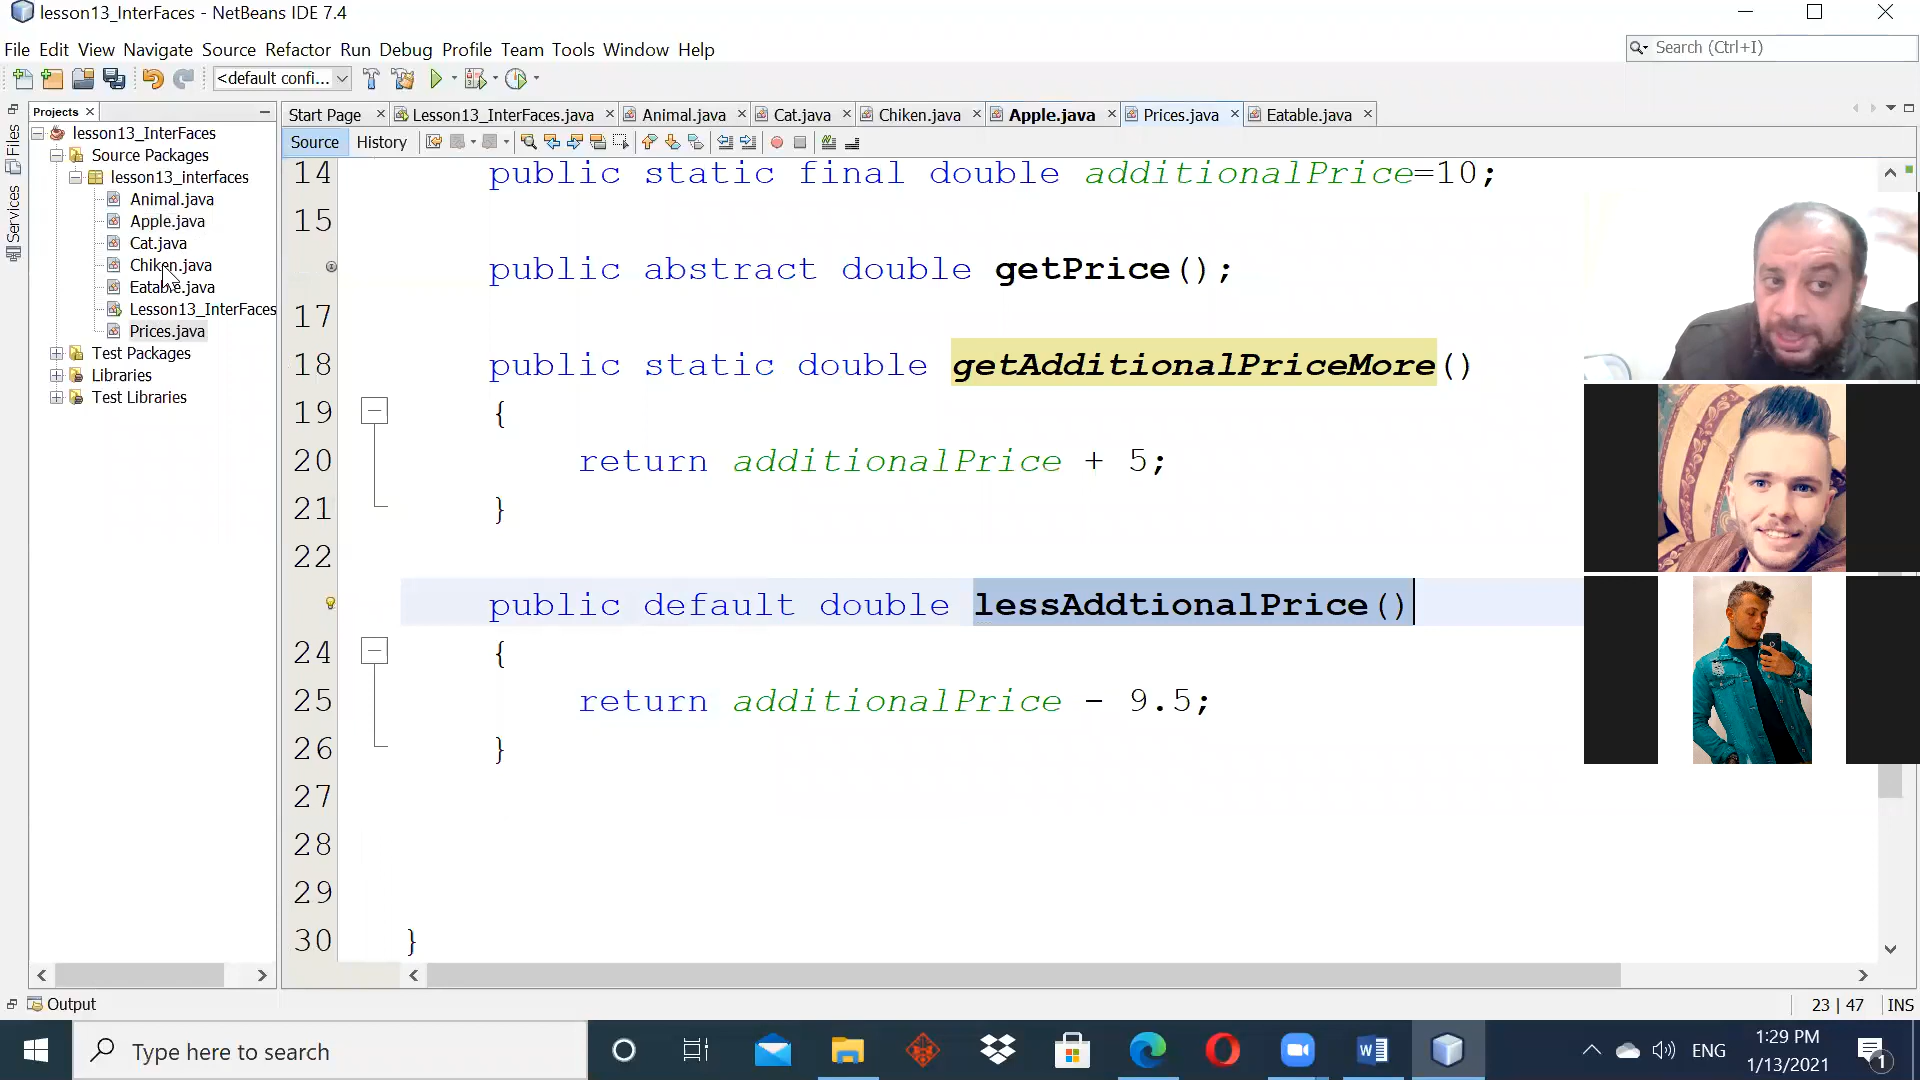 lesson13_InterFaces - NetBeans IDE 7.4
File Edit View Navigate Source Refactor Run Debug Profile Team Tools Window Help
Search (Ctrl+I)
<default confi...
Projects
Start Page
Lesson13_InterFaces.java
Animal.java
Cat.java
Chiken.java
Apple.java
Prices.java
Eatable.java
Source
History
Files
Services
lesson13_InterFaces
Source Packages
lesson13_interfaces
Animal.java
Apple.java
Cat.java
Chiken.java
Eatable.java
Lesson13_InterFaces
Prices.java
Test Packages
Libraries
Test Libraries
14 public static final double additionalPrice=10;
15
public abstract double getPrice();
17
18 public static double getAdditionalPriceMore()
19 {
20 return additionalPrice + 5;
21 }
22
public default double lessAddtionalPrice()
24 {
25 return additionalPrice - 9.5;
26 }
27
28
29
30 }
Output
23 | 47 INS
Type here to search
ENG
1:29 PM
1/13/2021
1